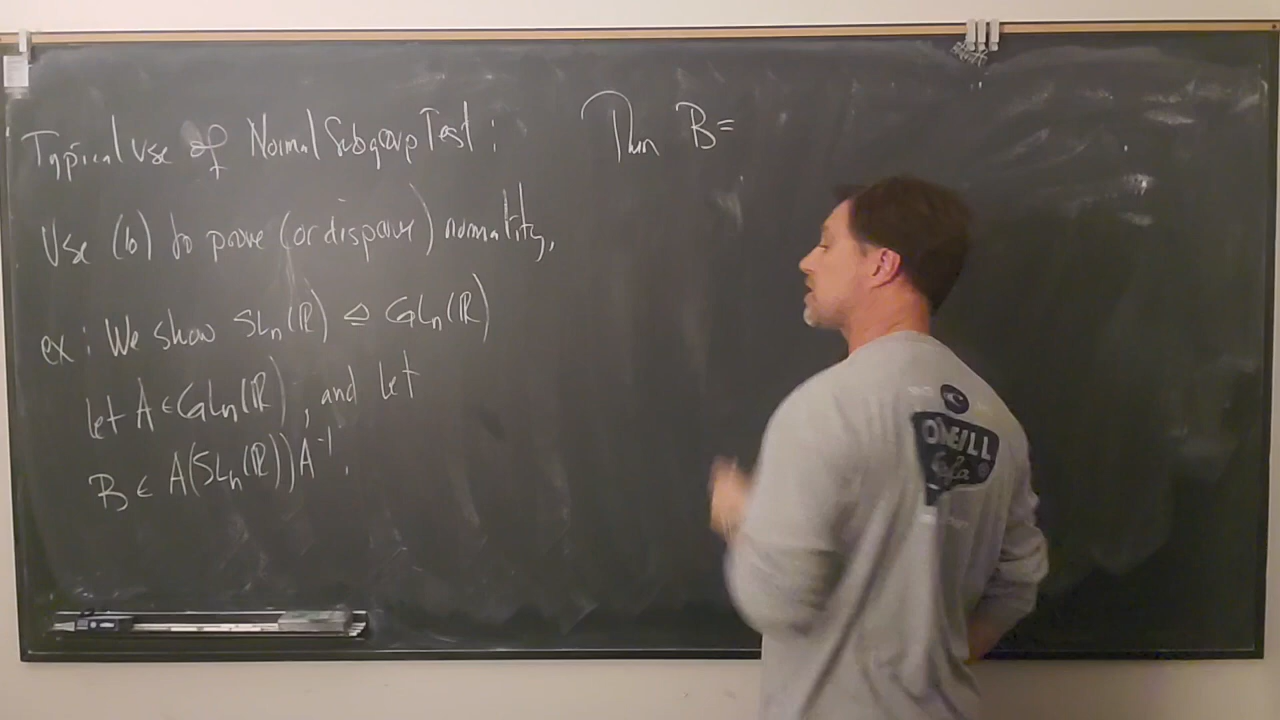 Typical Use of Normal Subgroup Test:
Use (b) to prove (or disprove) normality.
ex: We show SLn(ℝ) ⊴ GLn(ℝ)
let A ∈ GLn(ℝ), and let
B ∈ A(SLn(ℝ))A⁻¹.
Then B =
O'NEILL